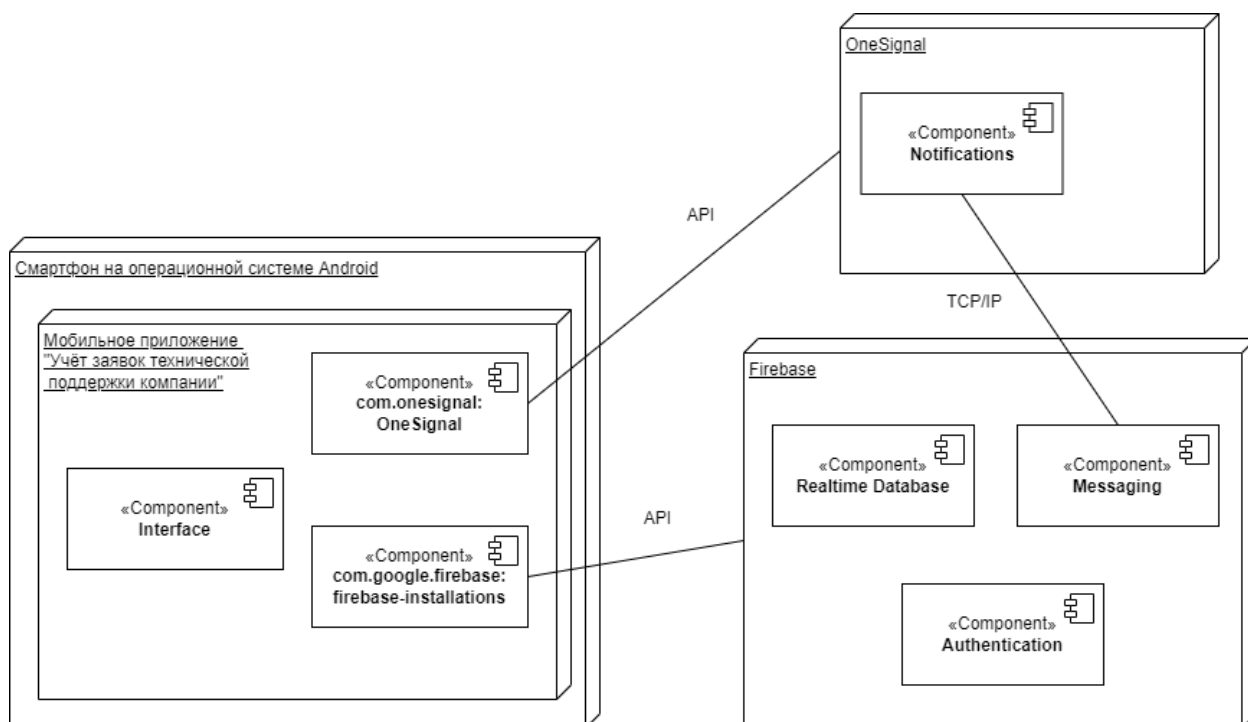 OneSignal
«Component»
Notifications
API
Смартфон на операционной системе Android
Мобильное приложение
"Учёт заявок технической
поддержки компании"
«Component»
com.onesignal:
OneSignal
«Component»
Interface
«Component»
com.google.firebase:
firebase-installations
API
TCP/IP
Firebase
«Component»
Realtime Database
«Component»
Messaging
«Component»
Authentication